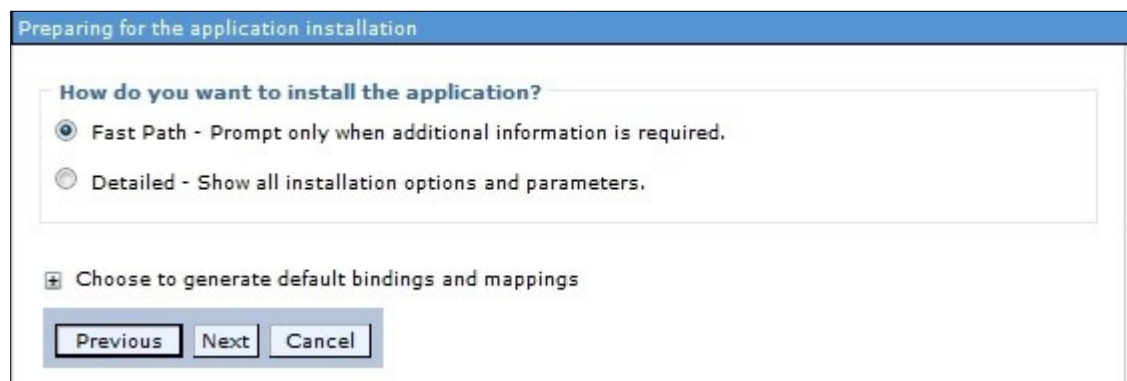 Preparing for the application installation
How do you want to install the application?
Fast Path - Prompt only when additional information is required.
Detailed - Show all installation options and parameters.
Choose to generate default bindings and mappings
Previous Next Cancel